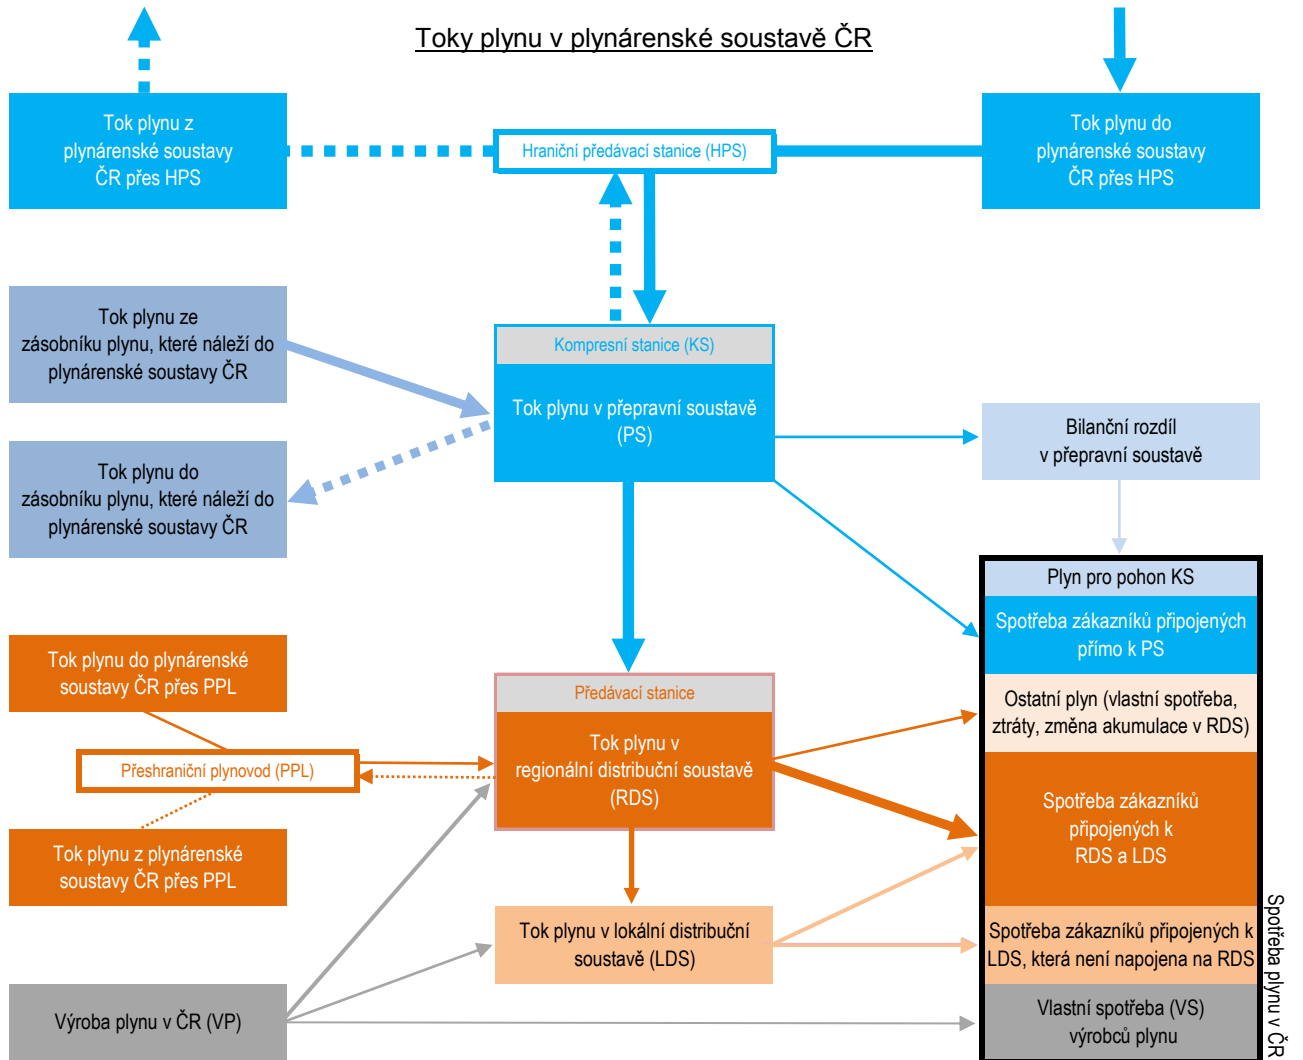 Toky plynu v plynárenské soustavě ČR
Tok plynu z
plynárenské soustavy
ČR přes HPS
Hraniční předávací stanice (HPS)
Tok plynu do
plynárenské soustavy
ČR přes HPS
Tok plynu ze
zásobníku plynu, které náleží do
plynárenské soustavy ČR
Kompresní stanice (KS)
Tok plynu v přepravní soustavě
(PS)
Bilanční rozdíl
v přepravní soustavě
Tok plynu do
zásobníku plynu, které náleží do
plynárenské soustavy ČR
Plyn pro pohon KS
Spotřeba zákazníků připojených
přímo k PS
Tok plynu do plynárenské
soustavy ČR přes PPL
Předávací stanice
Ostatní plyn (vlastní spotřeba,
ztráty, změna akumulace v RDS)
Přeshraniční plynovod (PPL)
Tok plynu v
regionální distribuční soustavě
(RDS)
Spotřeba zákazníků
připojených k
RDS a LDS
Tok plynu z plynárenské
soustavy ČR přes PPL
Tok plynu v lokální distribuční
soustavě (LDS)
Spotřeba zákazníků připojených k
LDS, která není napojena na RDS
Výroba plynu v ČR (VP)
Vlastní spotřeba (VS)
výrobců plynu
Spotřeba plynu v ČR